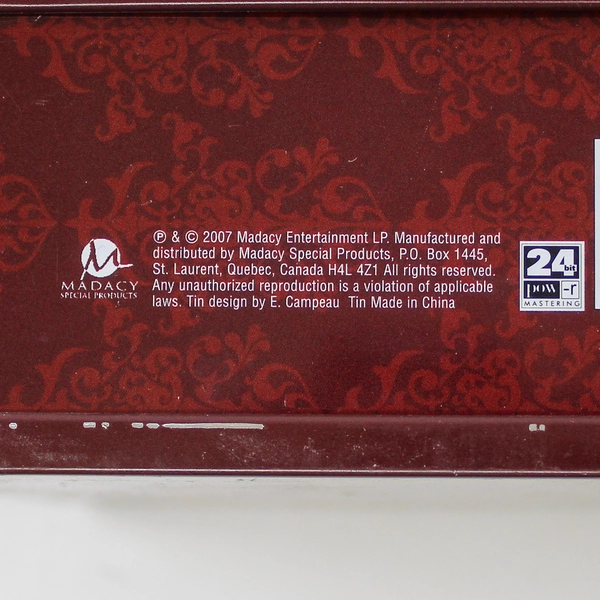 ℗ & © 2007 Madacy Entertainment LP. Manufactured and
distributed by Madacy Special Products, P.O. Box 1445,
St. Laurent, Quebec, Canada H4L 4Z1 All rights reserved.
Any unauthorized reproduction is a violation of applicable
laws. Tin design by E. Campeau Tin Made in China
MADACY
SPECIAL PRODUCTS
24bit
pow-r
MASTERING